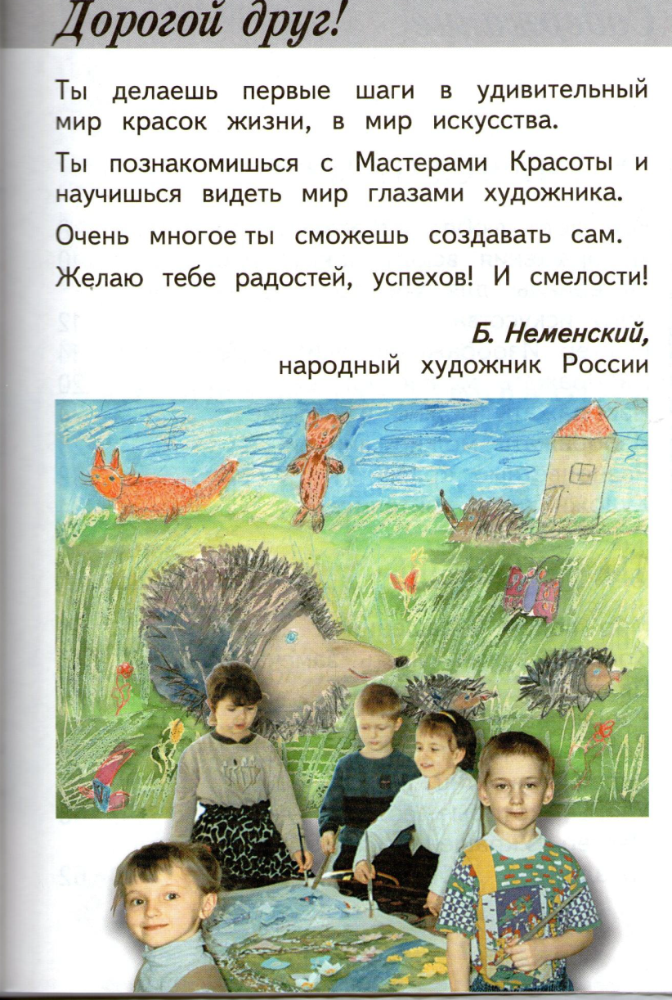 Дорогой друг!
Ты делаешь первые шаги в удивительный
мир красок жизни, в мир искусства.
Ты познакомишься с Мастерами Красоты и
научишься видеть мир глазами художника.
Очень многое ты сможешь создавать сам.
Желаю тебе радостей, успехов! И смелости!
Б. Неменский,
народный художник России